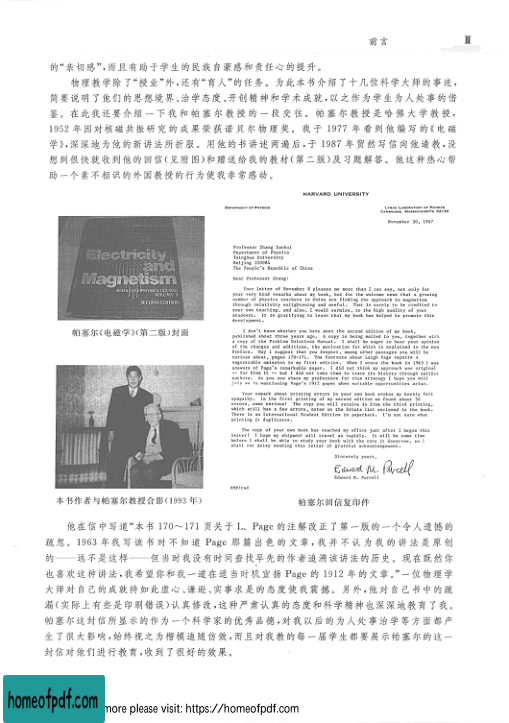 前言 Ⅲ
的“亲切感”,而且有助于学生的民族自豪感和责任心的提升。
物理教学除了“授业”外,还有“育人”的任务。为此本书介绍了十几位科学大师的事迹,
简要说明了他们的思想境界、治学态度、开创精神和学术成就,以之作为学生为人处事的借
鉴。在此我还要介绍一下我和帕塞尔教授的一段交往。帕塞尔教授是哈佛大学教授,
1952年因对核磁共振研究的成果荣获诺贝尔物理奖。我于1977年看到他编写的《电磁
学》,深深地为他的新讲法所折服。用他的书讲述两遍后,于1987年贸然写信向他请教,没
想到很快就收到他的回信(见附图)和赠送给我的教材(第二版)及习题解答。他这种热心帮
助一个素不相识的外国教授的行为使我非常感动。
HARVARD UNIVERSITY
DEPARTMENT OF PHYSICS
LYMAN LABORATORY OF PHYSICS
CAMBRIDGE, MASSACHUSETTS 02138
November 30, 1987
Professor Zhang Sanhui
Department of Physics
Tsinghua University
Beijing 100084
The People's Republic of China
Dear Professor Zhang:
Your letter of November 8 pleases me more than I can say, not only for
your very kind remarks about my book, but for the welcome news that a growing
number of physics teachers in China are finding the approach to magnetism
through relativity enlightening and useful. That is surely to be credited to
your own teaching, and also, I would surmise, to the high quality of your
students. It is gratifying to learn that my book has helped to promote this
development.
I don't know whether you have seen the second edition of my book,
published about three years ago. A copy is being mailed to you, together with
a copy of the Problem Solutions Manual. I shall be eager to hear your opinion
of the changes and additions, the motivation for which is explained in the new
Preface. May I suggest that you inspect, among other passages you will be
curious about, pages 170-171. The footnote about Leigh Page repairs a
regrettable omission in my first edition. When I wrote the book in 1963 I was
unaware of Page's remarkable paper. I did not think my approach was original
-- far from it -- but I did not take time to trace its history through earlier
authors. As you now share my preference for this strategy I hope you will
join me in mentioning Page's 1912 paper when suitable opportunities arise.
Your remark about printing errors in your own book evokes my keenly felt
sympathy. In the first printing of my second edition we found about 50
errors, some serious! The copy you will receive is from the third printing,
which still has a few errors, noted on the Errata list enclosed in the book.
There is an International Student Edition in paperback. I'm not sure what
printing it duplicates.
The copy of your own book has reached my office just after I began this
letter! I hope my shipment will travel as rapidly. It will be some time
before I shall be able to study your book with the care it deserves, so I
shall not delay sending this letter of grateful acknowledgement.
Sincerely yours,
Edward M. Purcell
Edward M. Purcell
EMP/cad
Electricity
and
Magnetism
BERKELEY PHYSICS COURSE
VOLUME 2
SECOND EDITION
帕塞尔《电磁学》(第二版)封面
本书作者与帕塞尔教授合影(1993年)
帕塞尔回信复印件
他在信中写道“本书170~171页关于L. Page的注解改正了第一版的一个令人遗憾的
疏忽。1963年我写该书时不知道Page那篇出色的文章,我并不认为我的讲法是原创
的——远不是这样——但当时我没有时间查找早先的作者追溯该讲法的历史。现在既然你
也喜欢这种讲法,我希望你和我一道在适当时机宣扬Page的1912年的文章。”一位物理学
大师对自己的成就持如此虚心、谦逊、实事求是的态度使我震撼。另外,他对自己书中的疏
漏(实际上有些是印刷错误)认真修改,这种严肃认真的态度和科学精神也深深地教育了我。
帕塞尔这封信所显示的作为一个科学家的优秀品德,对我以后的为人处事治学等方面都产
生了很大影响,始终视之为楷模追随仿效,而且对我教的每一届学生都要展示帕塞尔的这一
封信对他们进行教育,收到了很好的效果。
homeofpdf.com
more please visit: https://homeofpdf.com